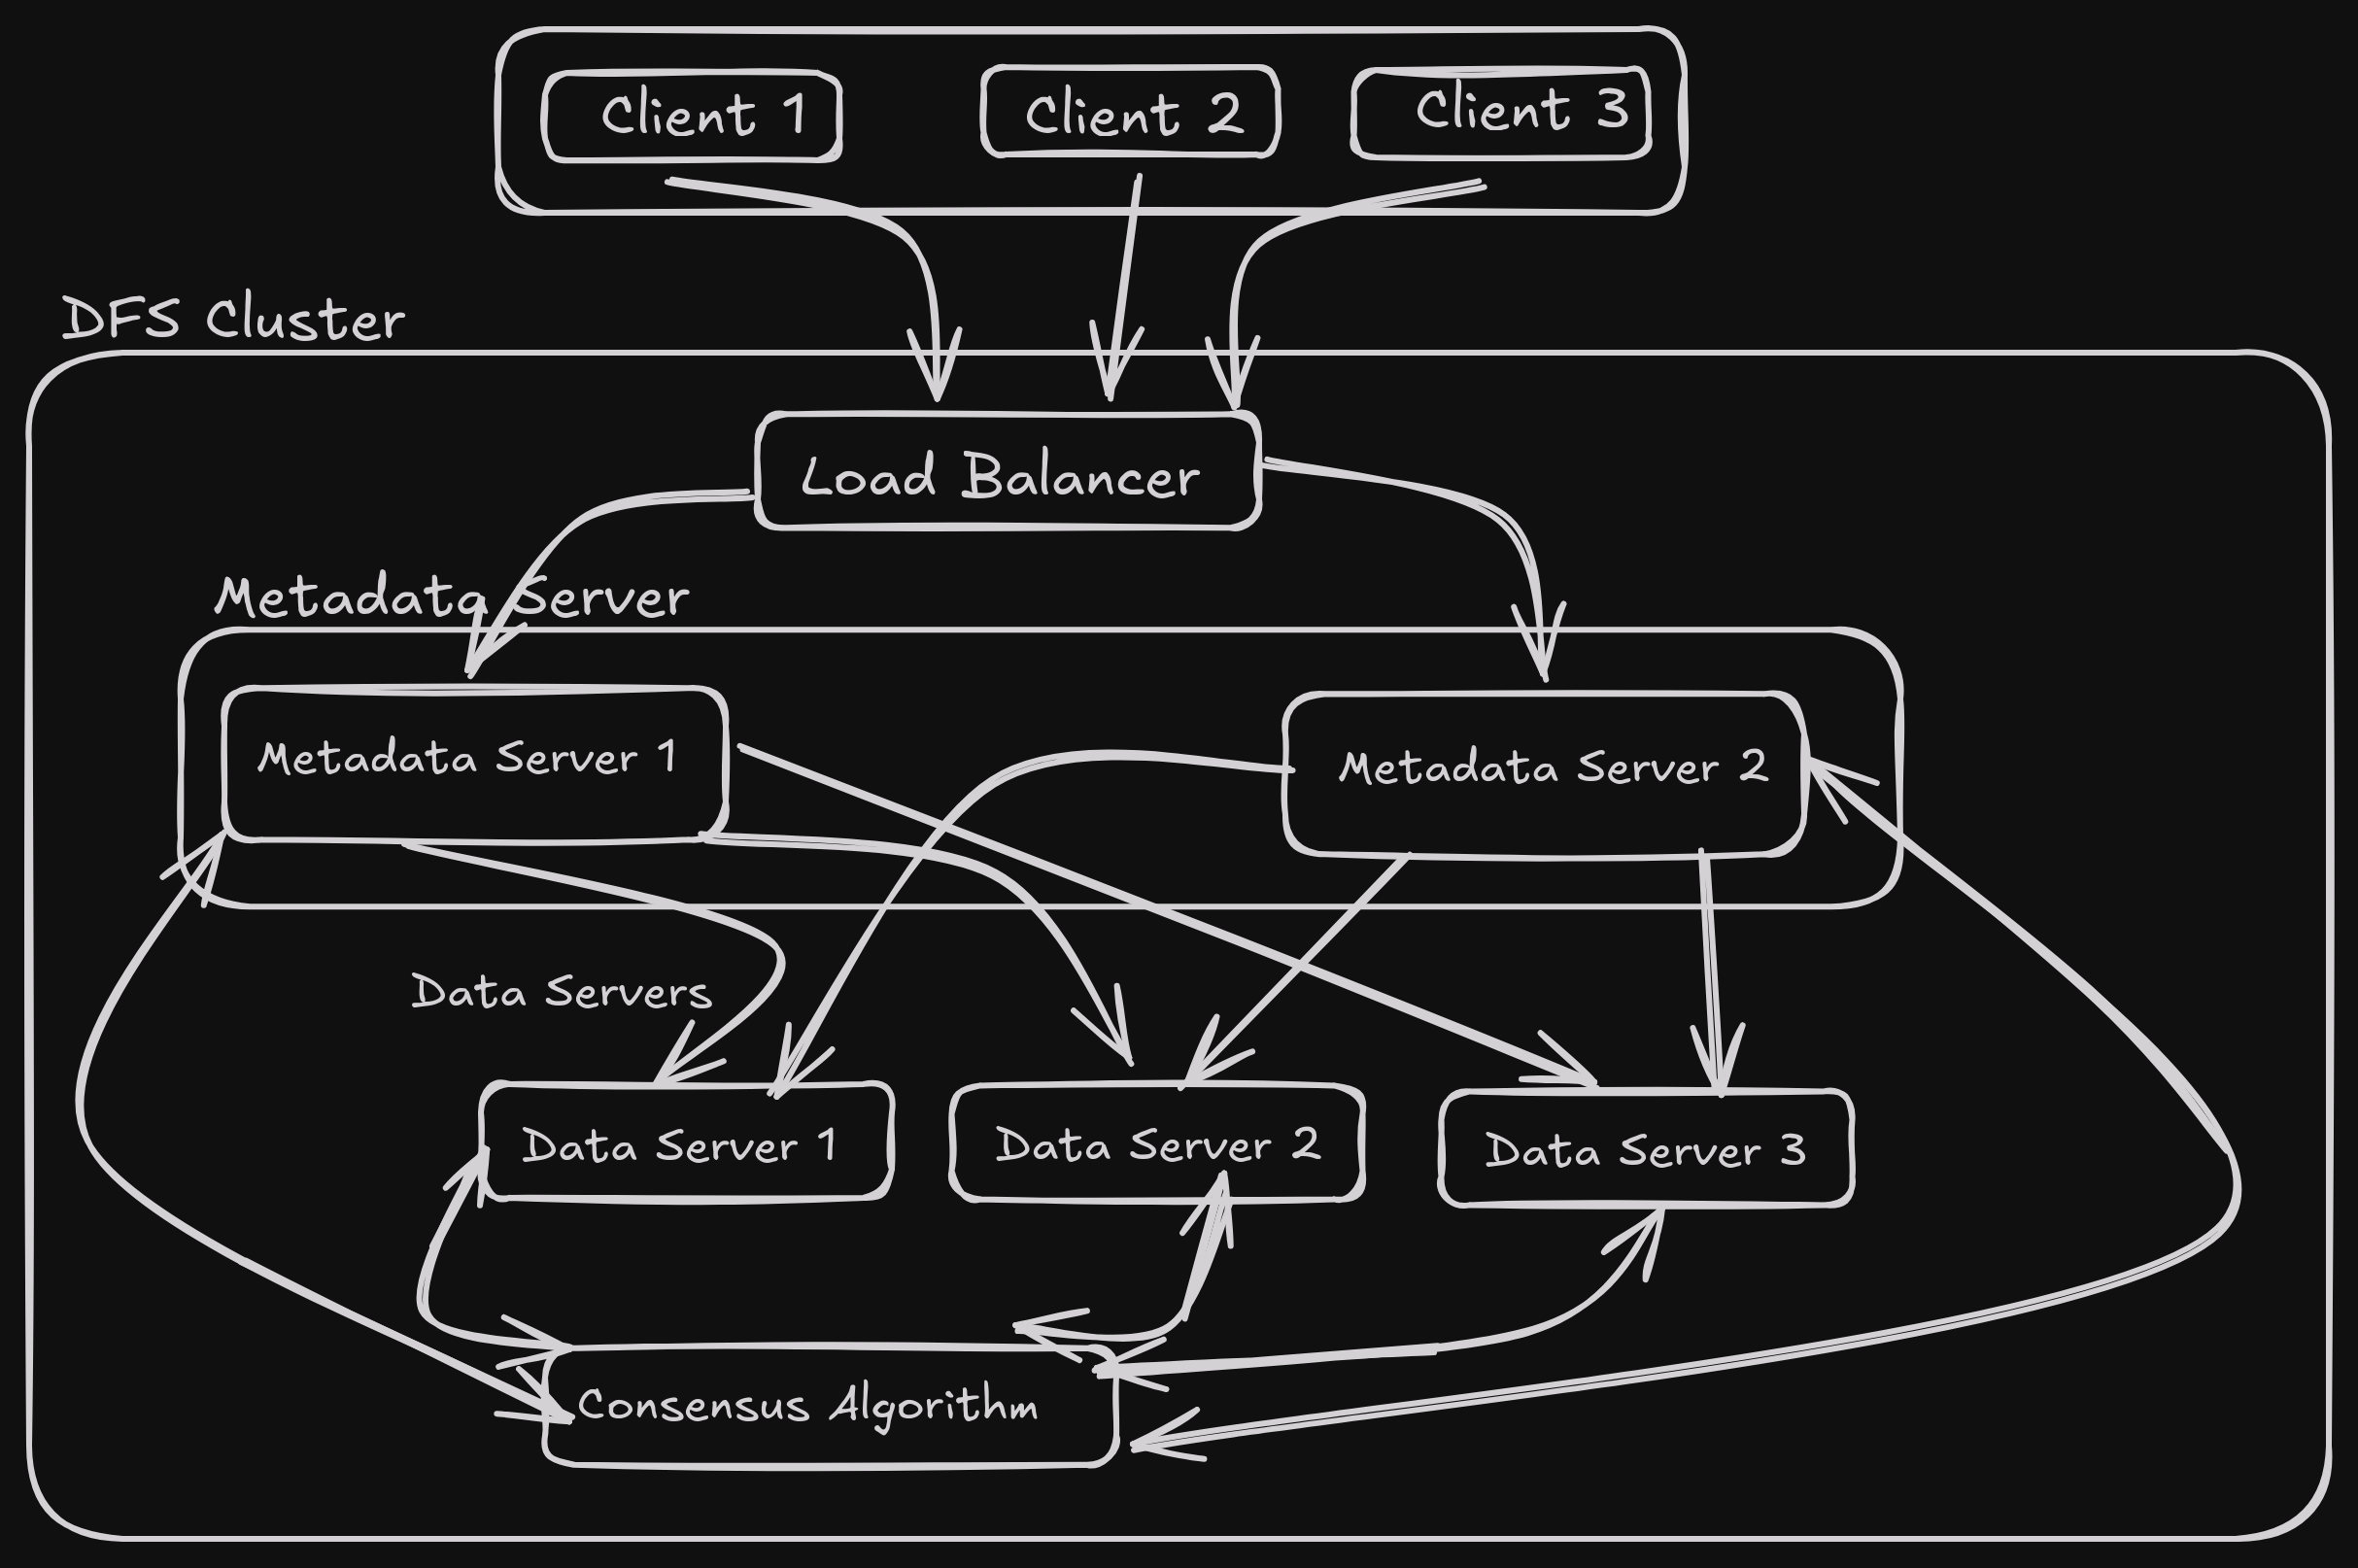 Client 1
Client 2
Client 3
DFS Cluster
Load Balancer
Metadata Server
Metadata Server 1
Metadata Server 2
Data Servers
Data Server 1
Data Server 2
Data Server 3
Consensus Algorithm